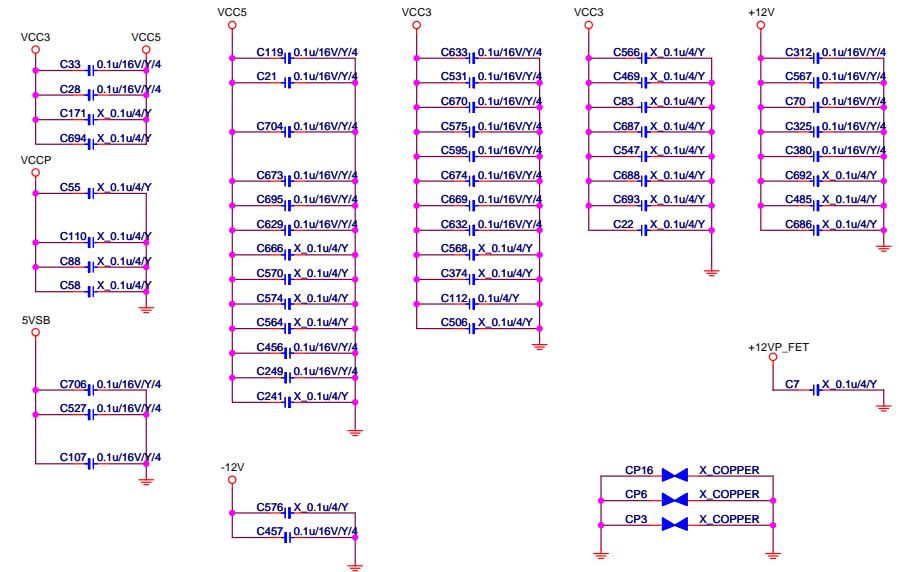 VCC3 VCC5
C33 0.1u/16V/Y/4
C28 0.1u/16V/Y/4
C171 X_0.1u/4/Y
C694 X_0.1u/4/Y
VCCP
C55 X_0.1u/4/Y
C110 X_0.1u/4/Y
C88 X_0.1u/4/Y
C58 X_0.1u/4/Y
5VSB
C706 0.1u/16V/Y/4
C527 0.1u/16V/Y/4
C107 0.1u/16V/Y/4
VCC5
C119 0.1u/16V/Y/4
C21 0.1u/16V/Y/4
C704 0.1u/16V/Y/4
C673 0.1u/16V/Y/4
C695 0.1u/16V/Y/4
C629 0.1u/16V/Y/4
C666 X_0.1u/4/Y
C570 X_0.1u/4/Y
C574 X_0.1u/4/Y
C564 X_0.1u/4/Y
C456 0.1u/16V/Y/4
C249 0.1u/16V/Y/4
C241 X_0.1u/4/Y
-12V
C576 X_0.1u/4/Y
C457 0.1u/16V/Y/4
VCC3
C633 0.1u/16V/Y/4
C531 0.1u/16V/Y/4
C670 0.1u/16V/Y/4
C575 0.1u/16V/Y/4
C595 0.1u/16V/Y/4
C674 0.1u/16V/Y/4
C669 0.1u/16V/Y/4
C632 0.1u/16V/Y/4
C568 X_0.1u/4/Y
C374 X_0.1u/4/Y
C112 0.1u/4/Y
C506 X_0.1u/4/Y
VCC3
C566 X_0.1u/4/Y
C469 X_0.1u/4/Y
C83 X_0.1u/4/Y
C687 X_0.1u/4/Y
C547 X_0.1u/4/Y
C688 X_0.1u/4/Y
C693 X_0.1u/4/Y
C22 X_0.1u/4/Y
+12V
C312 0.1u/16V/Y/4
C567 0.1u/16V/Y/4
C70 0.1u/16V/Y/4
C325 0.1u/16V/Y/4
C380 0.1u/16V/Y/4
C692 X_0.1u/4/Y
C485 X_0.1u/4/Y
C686 X_0.1u/4/Y
+12VP_FET
C7 X_0.1u/4/Y
CP16 X_COPPER
CP6 X_COPPER
CP3 X_COPPER